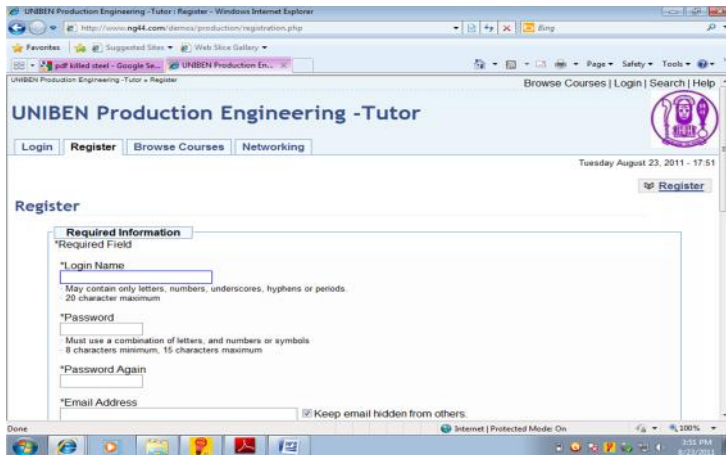 UNIBEN Production Engineering -Tutor : Register - Windows Internet Explorer
http://www.ng44.com/demos/production/registration.php
Bing
Favorites Suggested Sites Web Slice Gallery
pdf killed steel - Google Se... UNIBEN Production En...
Page Safety Tools
UNIBEN Production Engineering -Tutor » Register
Browse Courses | Login | Search | Help
UNIBEN Production Engineering -Tutor
Login Register Browse Courses Networking
Tuesday August 23, 2011 - 17:51
Register
Register
Required Information
*Required Field
*Login Name
· May contain only letters, numbers, underscores, hyphens or periods.
· 20 character maximum
*Password
· Must use a combination of letters, and numbers or symbols
· 8 characters minimum, 15 characters maximum
*Password Again
*Email Address
Keep email hidden from others.
Done
Internet | Protected Mode: On
100%
3:51 PM
8/23/2011